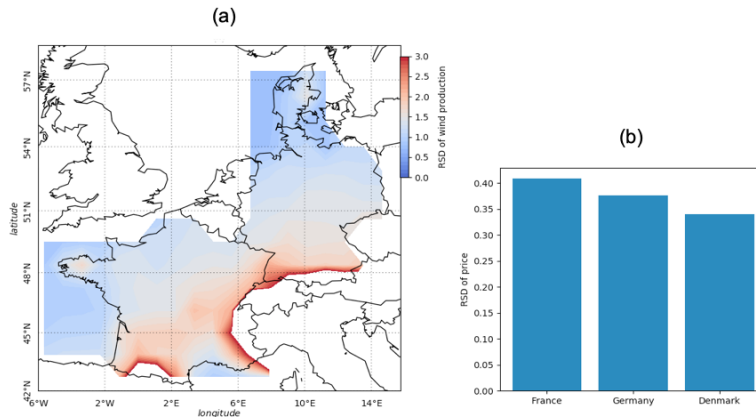 (a)
57°N
54°N
51°N
48°N
45°N
42°N
latitude
6°W
2°W
2°E
6°E
10°E
14°E
longitude
3.0
2.5
2.0
1.5
1.0
0.5
0.0
RSD of wind production
(b)
0.40
0.35
0.30
0.25
0.20
0.15
0.10
0.05
0.00
RSD of price
France
Germany
Denmark